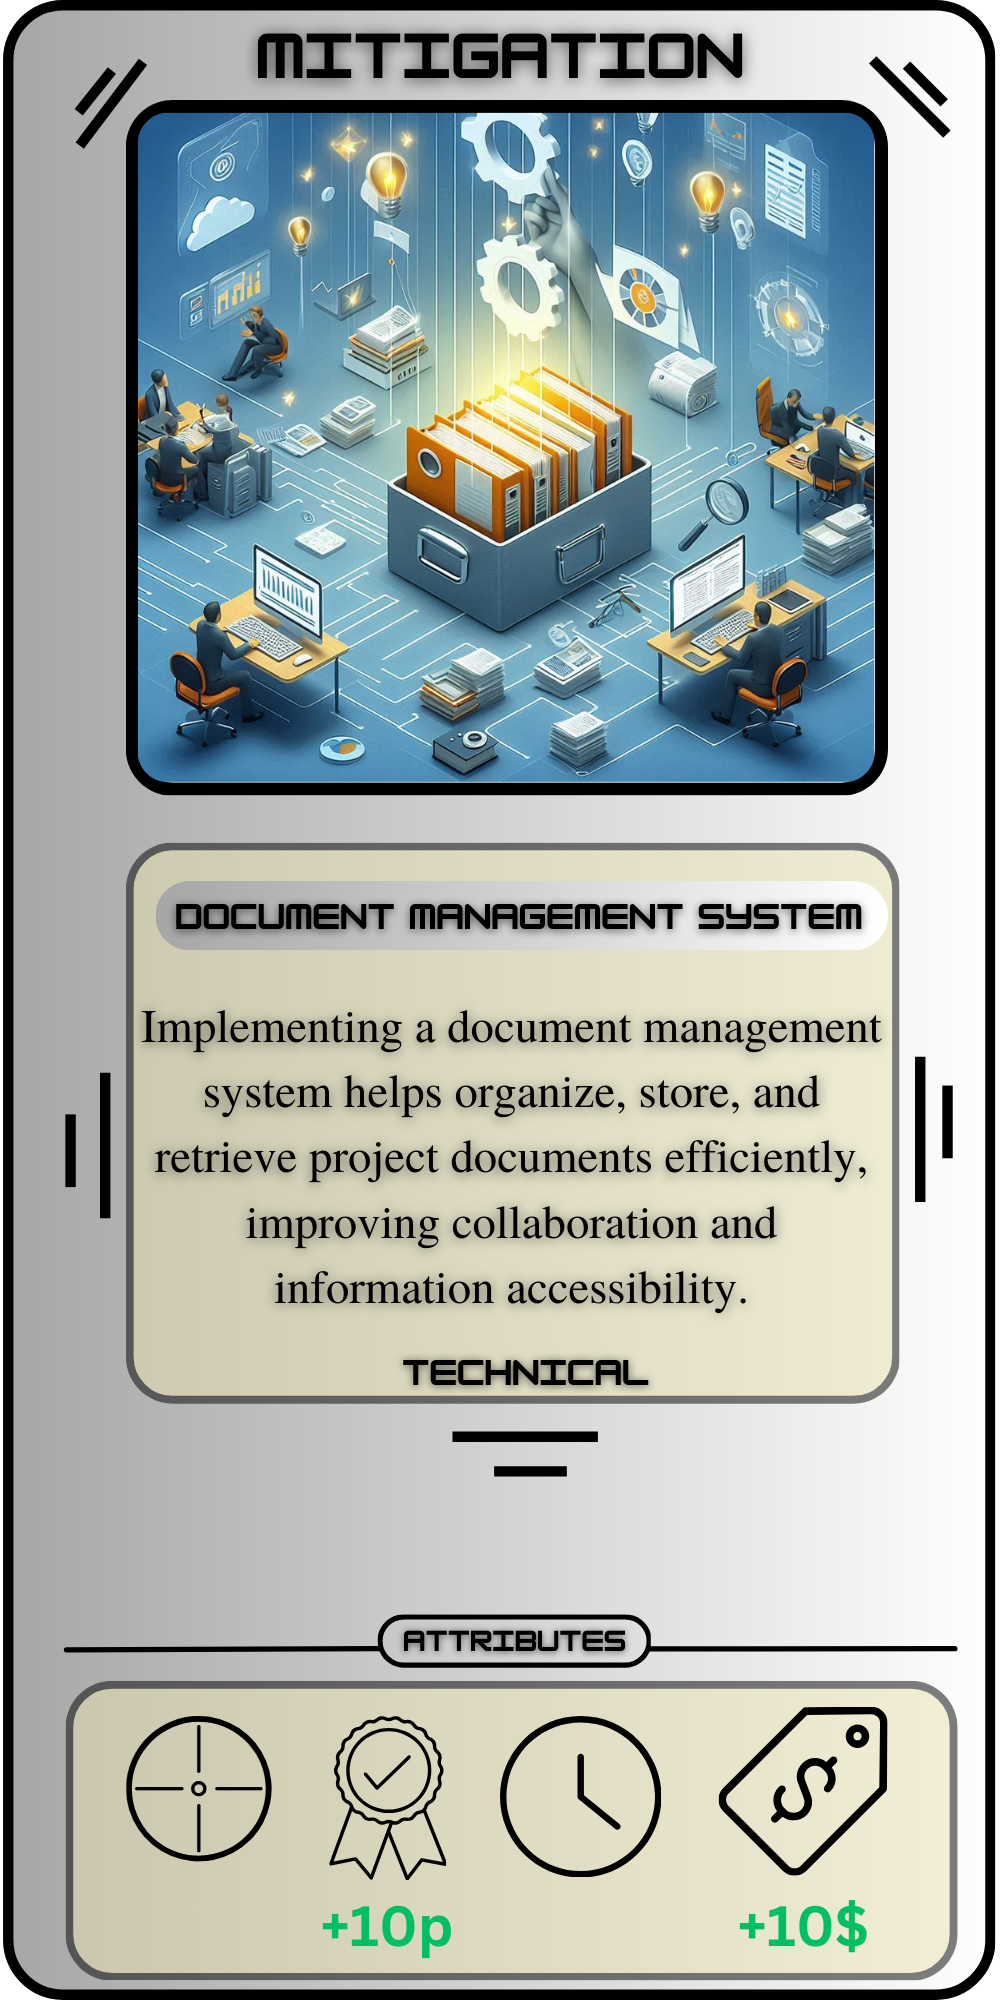 MITIGATION
DOCUMENT MANAGEMENT SYSTEM
Implementing a document management
system helps organize, store, and
retrieve project documents efficiently,
improving collaboration and
information accessibility.
TECHNICAL
ATTRIBUTES
$
+10p +10$